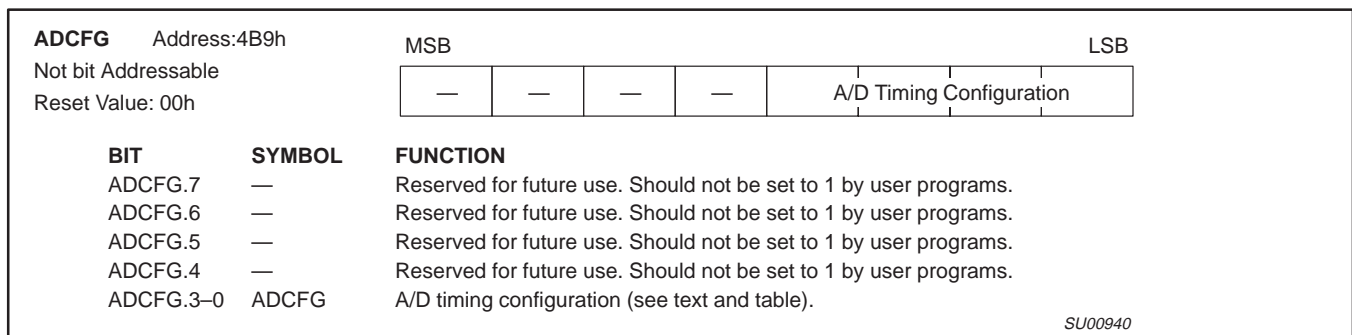 ADCFG Address:4B9h
Not bit Addressable
Reset Value: 00h
MSB LSB
— — — — A/D Timing Configuration
BIT SYMBOL FUNCTION
ADCFG.7 — Reserved for future use. Should not be set to 1 by user programs.
ADCFG.6 — Reserved for future use. Should not be set to 1 by user programs.
ADCFG.5 — Reserved for future use. Should not be set to 1 by user programs.
ADCFG.4 — Reserved for future use. Should not be set to 1 by user programs.
ADCFG.3–0 ADCFG A/D timing configuration (see text and table).
SU00940